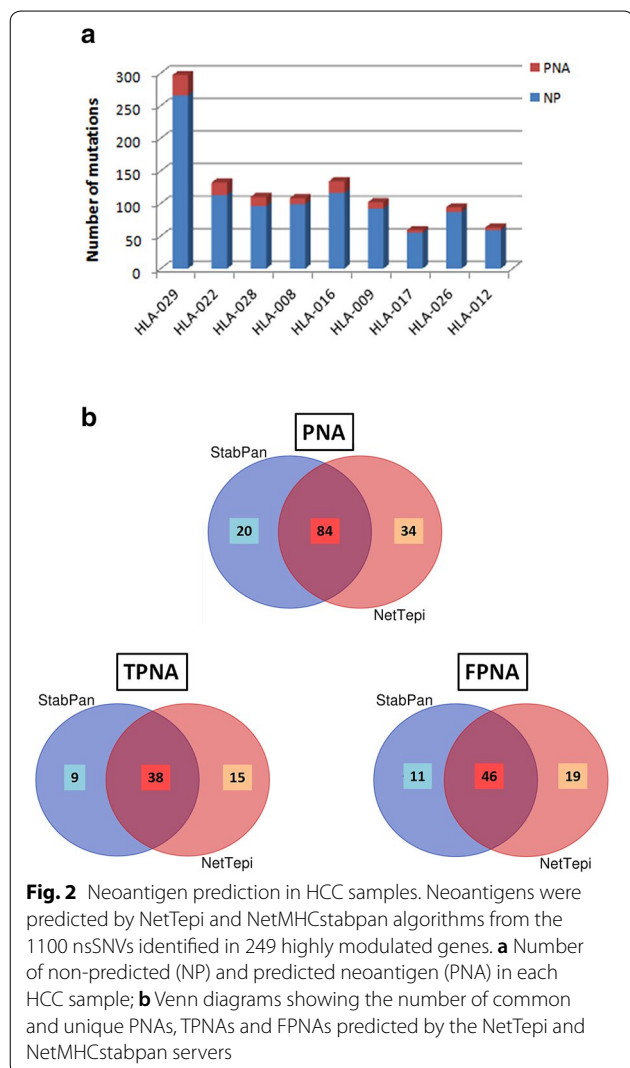 a
300
250
200
150
100
50
0
Number of mutations
PNA
NP
HLA-029
HLA-022
HLA-028
HLA-008
HLA-016
HLA-009
HLA-017
HLA-026
HLA-012
b
PNA
StabPan
20
84
34
NetTepi
TPNA
StabPan
9
38
15
NetTepi
FPNA
StabPan
11
46
19
NetTepi
Fig. 2 Neoantigen prediction in HCC samples. Neoantigens were
predicted by NetTepi and NetMHCstabpan algorithms from the
1100 nsSNVs identified in 249 highly modulated genes. a Number
of non-predicted (NP) and predicted neoantigen (PNA) in each
HCC sample; b Venn diagrams showing the number of common
and unique PNAs, TPNAs and FPNAs predicted by the NetTepi and
NetMHCstabpan servers